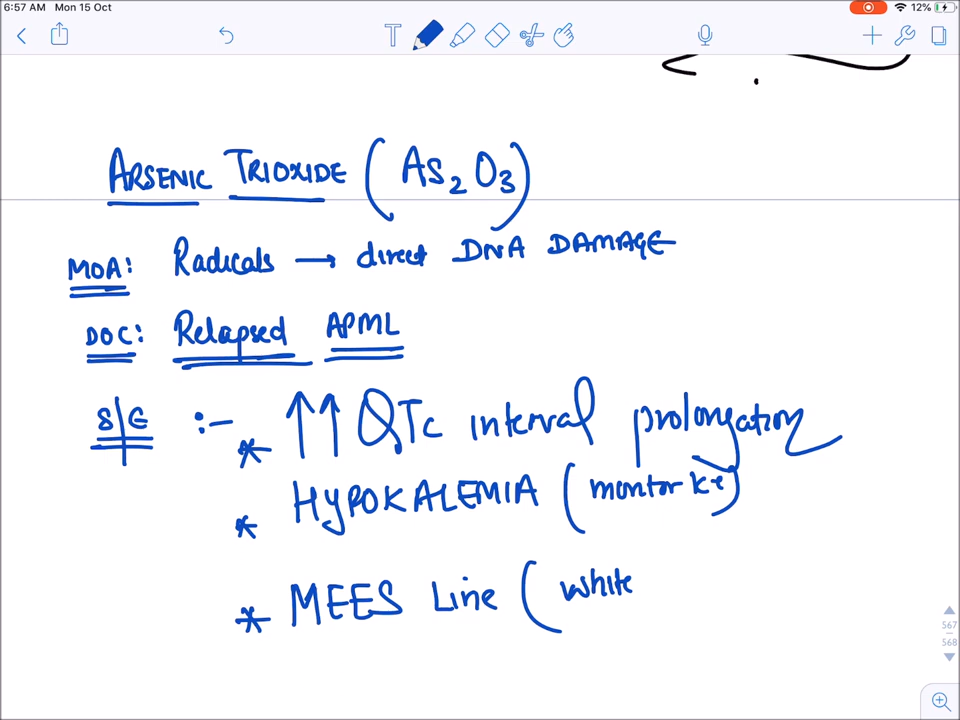 6:57 AM Mon 15 Oct 12%
T
ARSENIC TRIOXIDE (As2O3)
MOA: Radicals → direct DNA DAMAGE
DOC: Relapsed APML
S/E :- * ↑↑ QTc interval prolongation
* HYPOKALEMIA (montor K+)
* MEES Line ( white
567
568